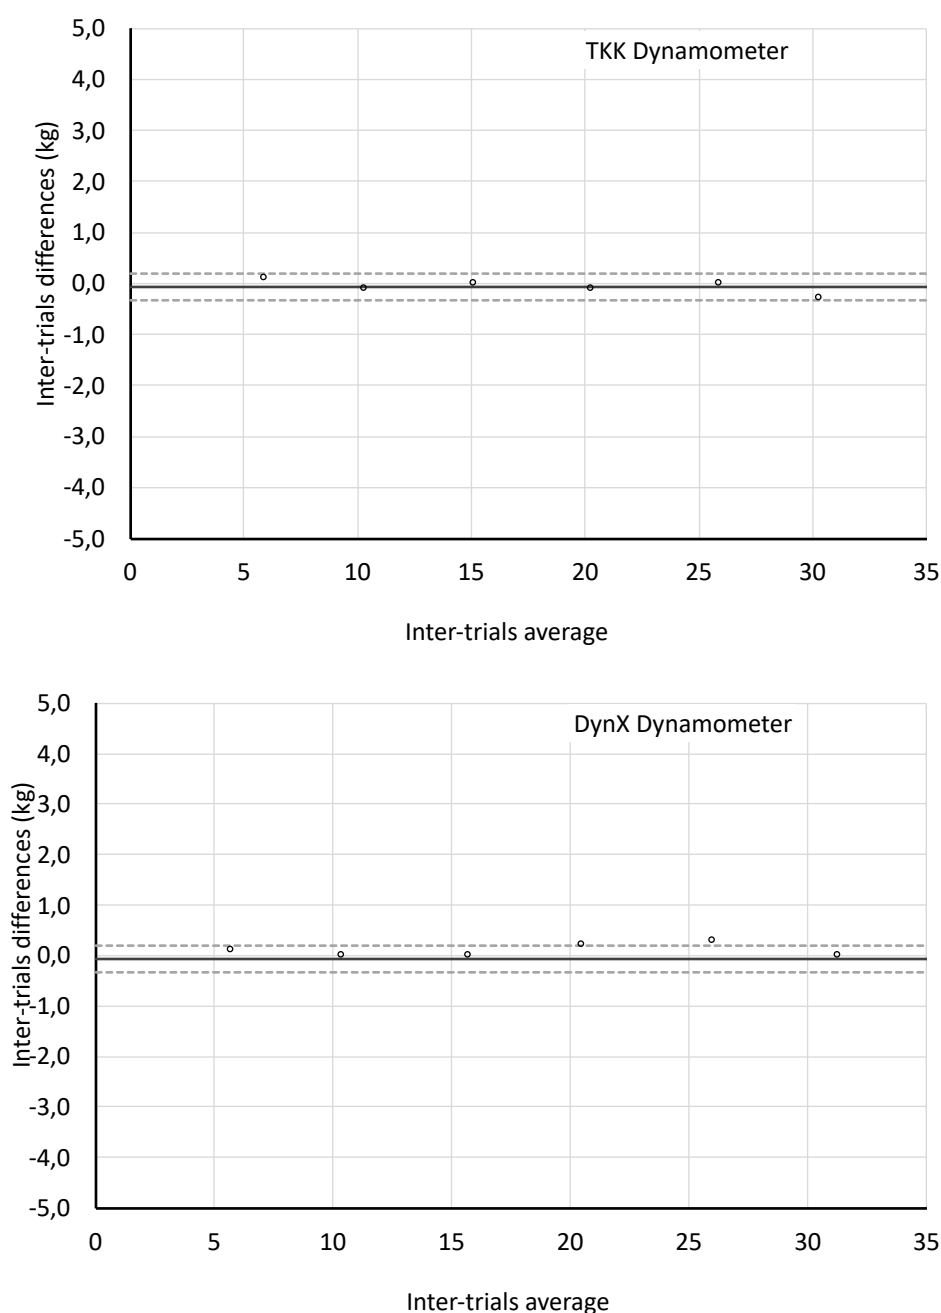 5,0
TKK Dynamometer
4,0
3,0
2,0
1,0
0,0
-1,0
-2,0
-3,0
-4,0
-5,0
Inter-trials differences (kg)
0 5 10 15 20 25 30 35
Inter-trials average
5,0
DynX Dynamometer
4,0
3,0
2,0
1,0
0,0
-1,0
-2,0
-3,0
-4,0
-5,0
Inter-trials differences (kg)
0 5 10 15 20 25 30 35
Inter-trials average